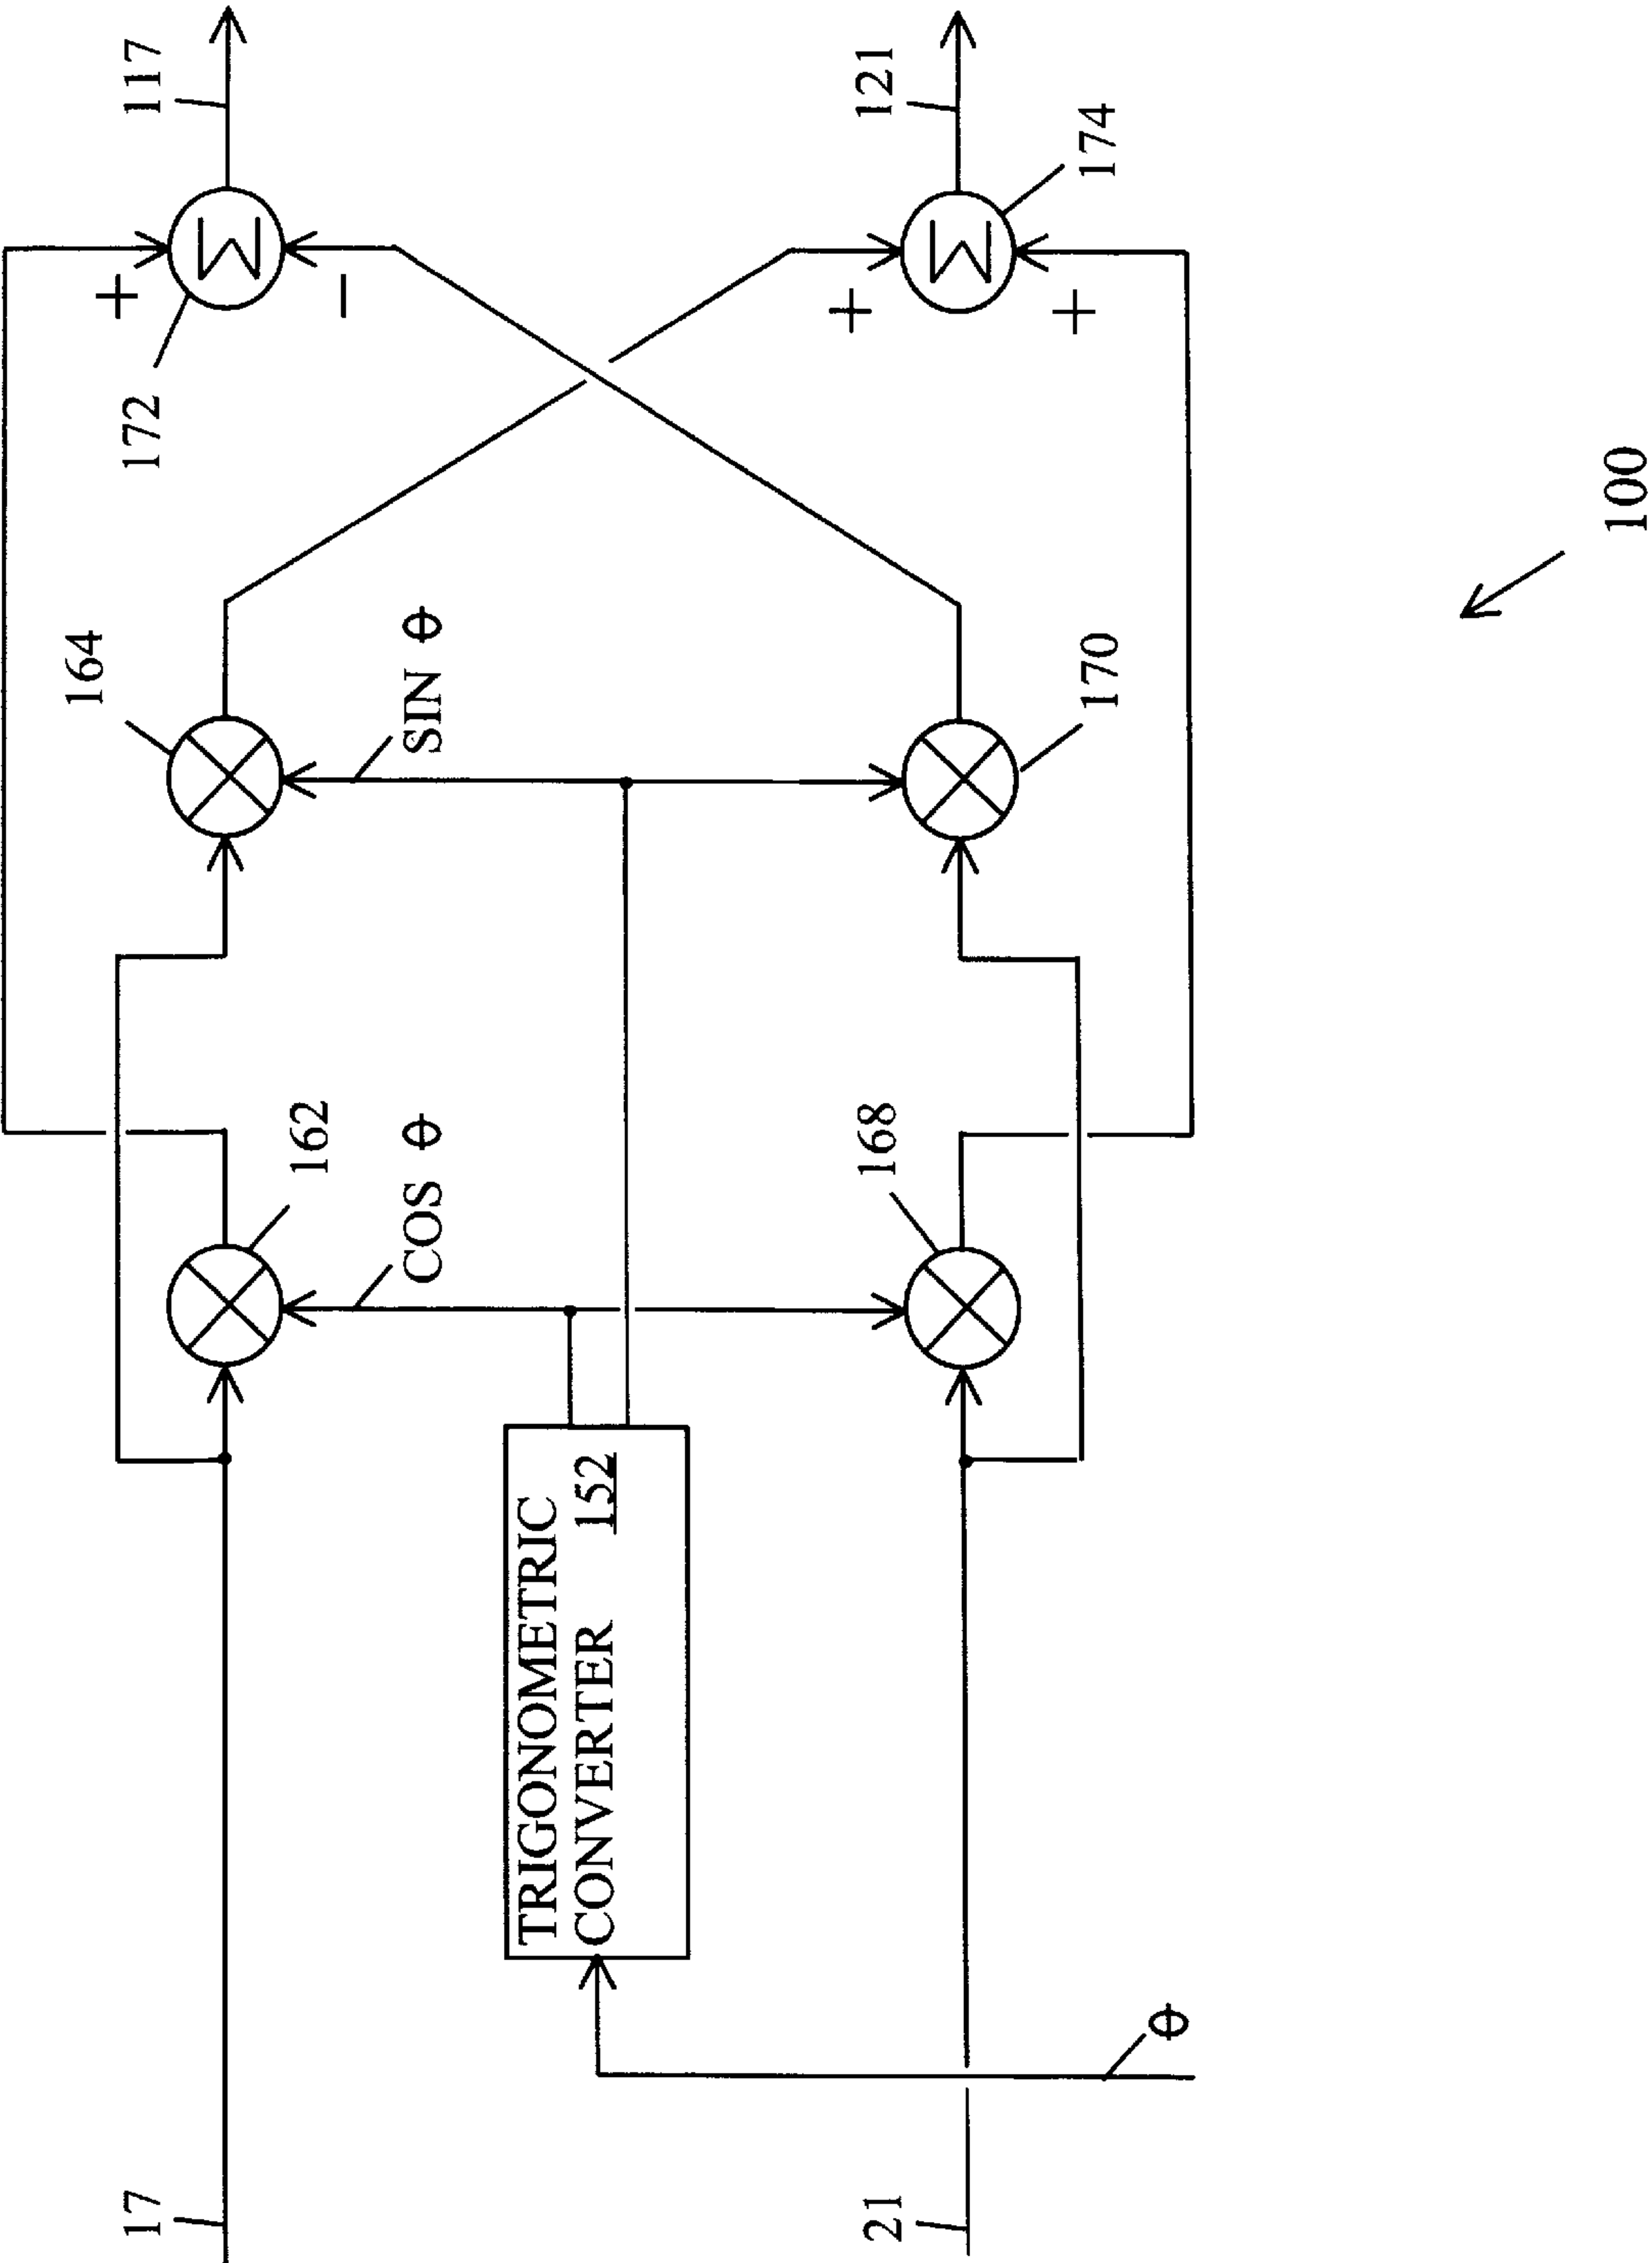 117
172
164
162
17
SIN ϕ
COS ϕ
TRIGONOMETRIC
CONVERTER 152
121
174
170
168
21
ϕ
100
+
−
+
+
Σ
Σ